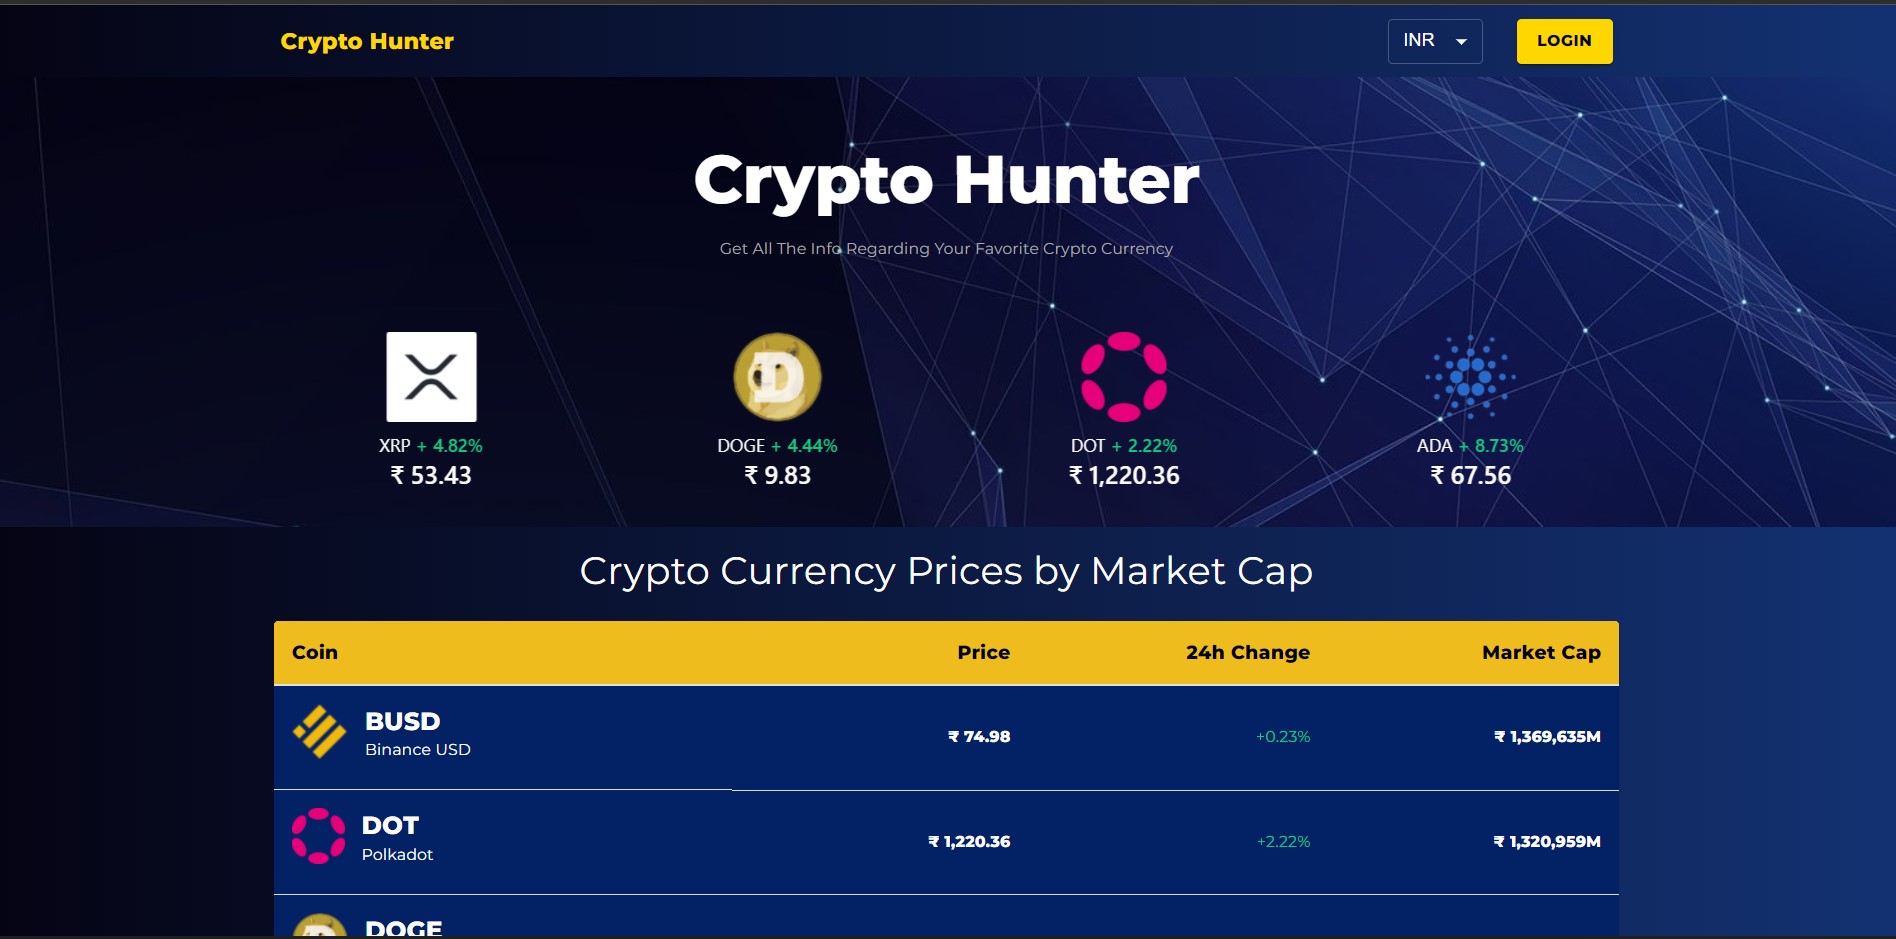 Crypto Hunter
INR
LOGIN
Crypto Hunter
Get All The Info Regarding Your Favorite Crypto Currency
XRP + 4.82%
₹ 53.43
DOGE + 4.44%
₹ 9.83
DOT + 2.22%
₹ 1,220.36
ADA + 8.73%
₹ 67.56
Crypto Currency Prices by Market Cap
Coin Price 24h Change Market Cap
BUSD
Binance USD
₹ 74.98 +0.23% ₹ 1,369,635M
DOT
Polkadot
₹ 1,220.36 +2.22% ₹ 1,320,959M
DOGE